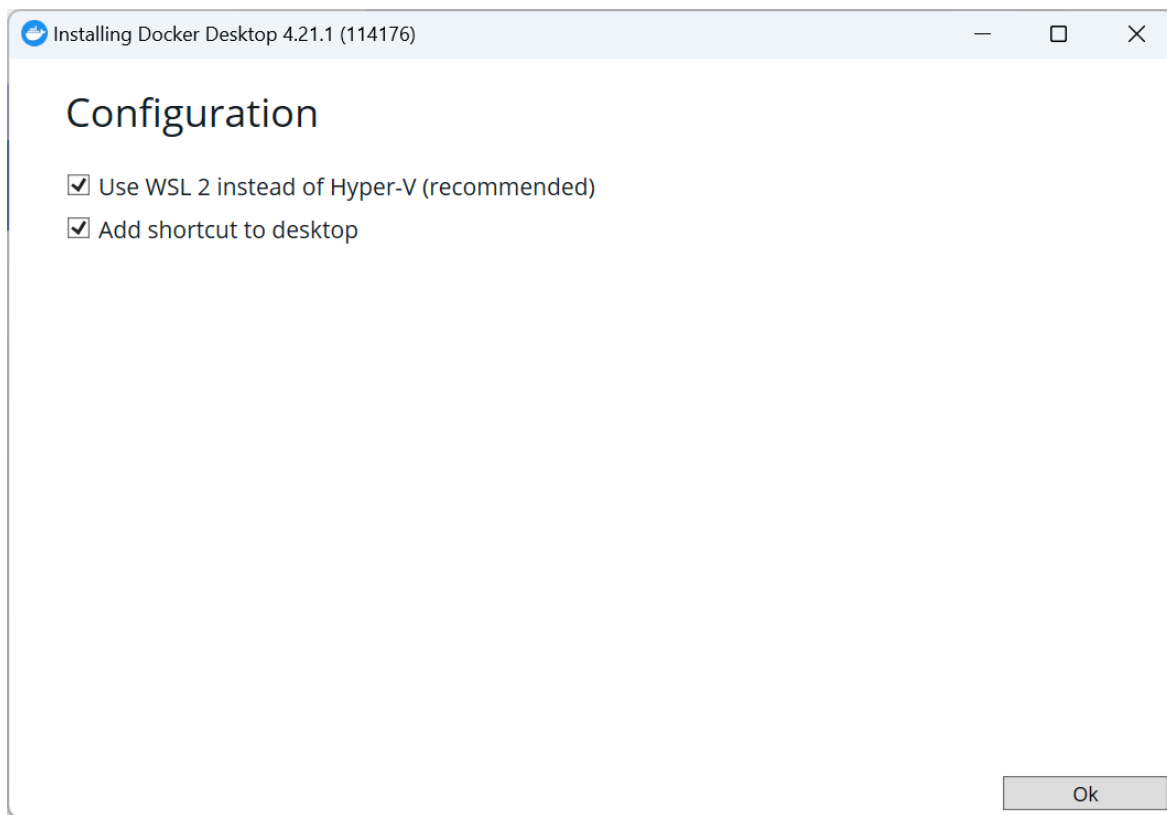 Installing Docker Desktop 4.21.1 (114176)
Configuration
Use WSL 2 instead of Hyper-V (recommended)
Add shortcut to desktop
Ok